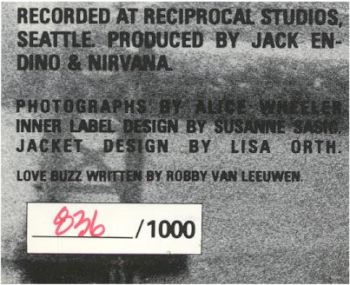 RECORDED AT RECIPROCAL STUDIOS,
SEATTLE. PRODUCED BY JACK EN-
DINO & NIRVANA.
PHOTOGRAPHS BY ALICE WHEELER.
INNER LABEL DESIGN BY SUSANNE SASIC.
JACKET DESIGN BY LISA ORTH.
LOVE BUZZ WRITTEN BY ROBBY VAN LEEUWEN.
836 /1000